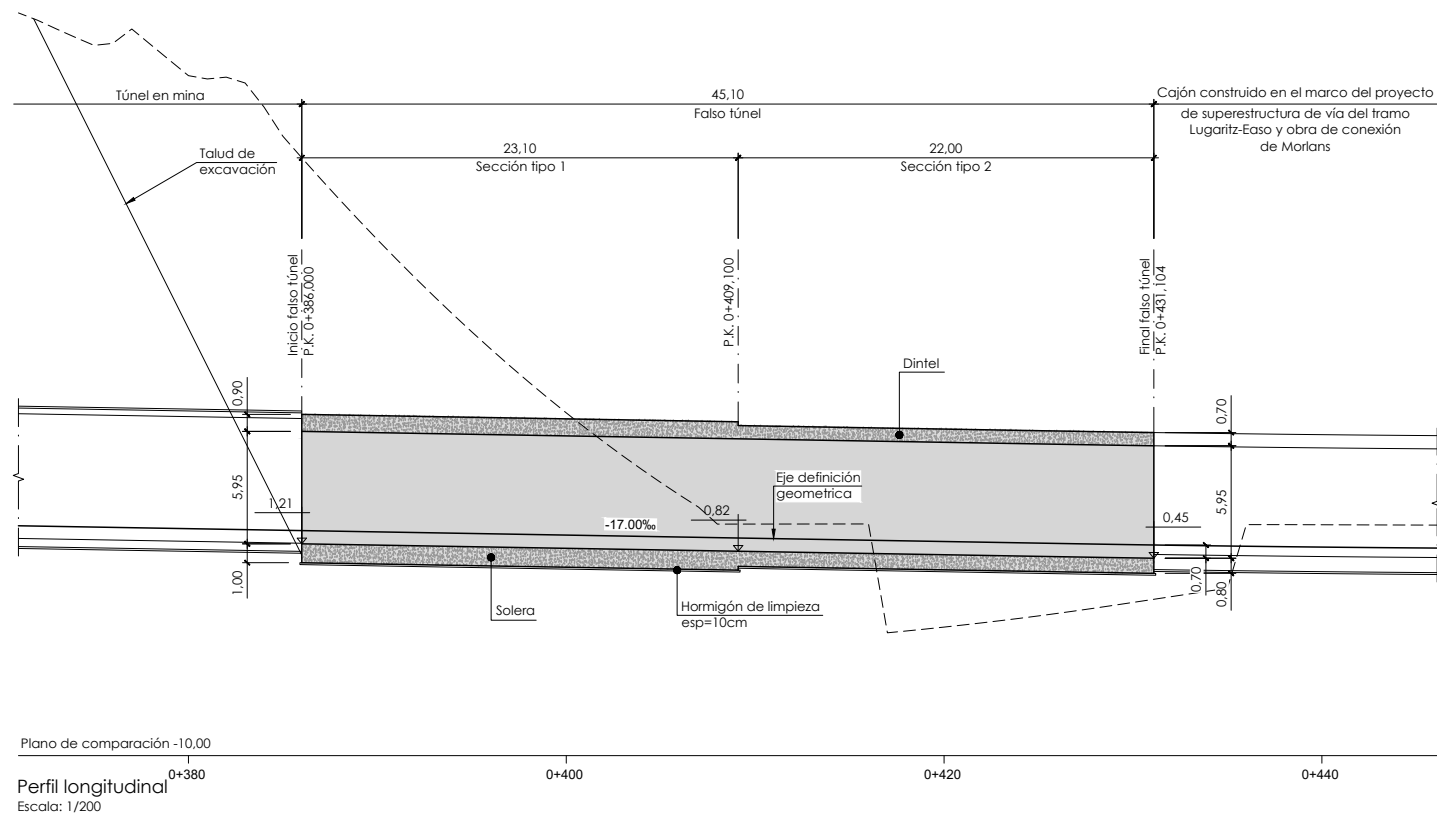 Túnel en mina
45,10
Falso túnel
Cajón construido en el marco del proyecto
de superestructura de vía del tramo
Lugaritz-Easo y obra de conexión
de Morlans
Talud de
excavación
23,10
Sección tipo 1
22,00
Sección tipo 2
Inicio falso túnel
P.K. 0+386,000
P.K. 0+409,100
Final falso túnel
P.K. 0+431,104
Dintel
0,90
0,70
5,95
5,95
1,21
Eje definición
geometrica
-17.00‰
0,82
0,45
1,00
0,70
0,80
Solera
Hormigón de limpieza
esp=10cm
Plano de comparación -10,00
0+380
0+400
0+420
0+440
Perfil longitudinal
Escala: 1/200